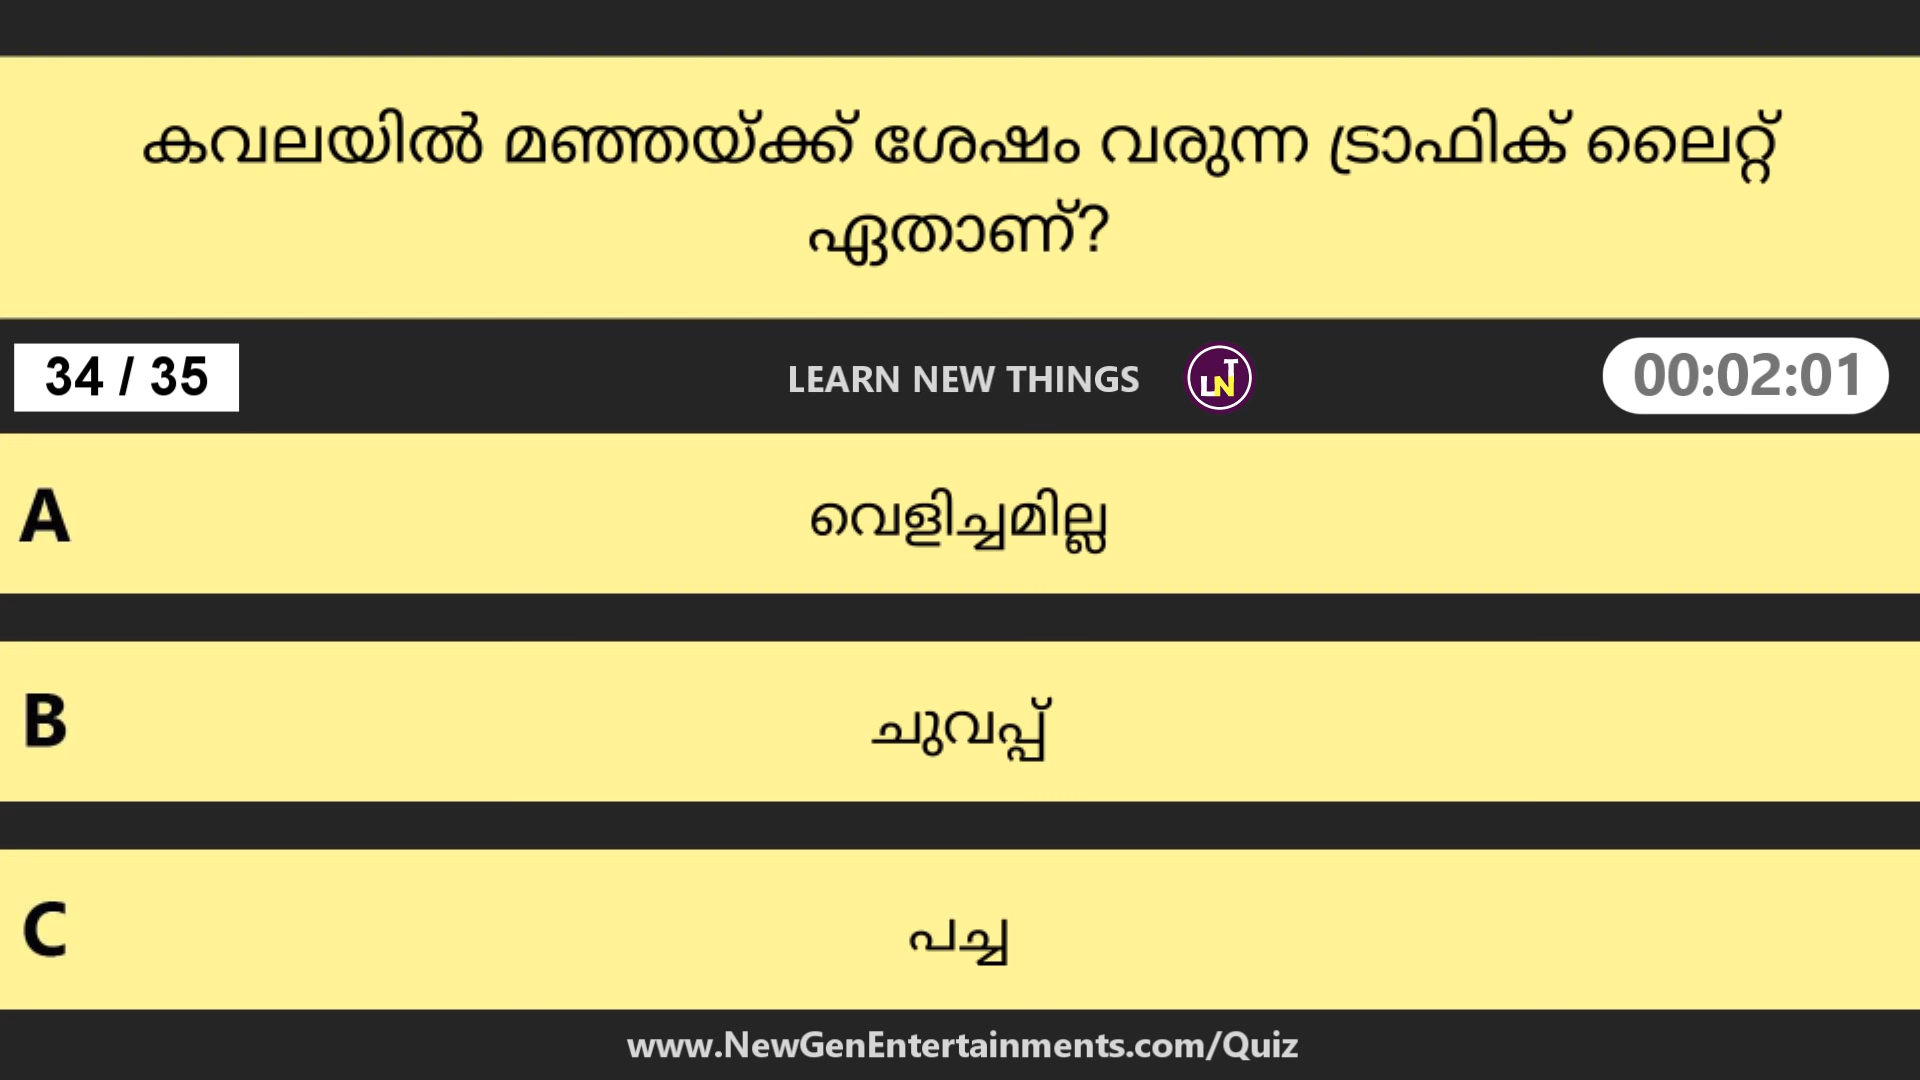 കവലയിൽ മഞ്ഞയ്ക്ക് ശേഷം വരുന്ന ട്രാഫിക് ലൈറ്റ്
ഏതാണ്?
34 / 35
LEARN NEW THINGS
LNT
00:02:01
A
വെളിച്ചമില്ല
B
ചുവപ്പ്
C
പച്ച
www.NewGenEntertainments.com/Quiz